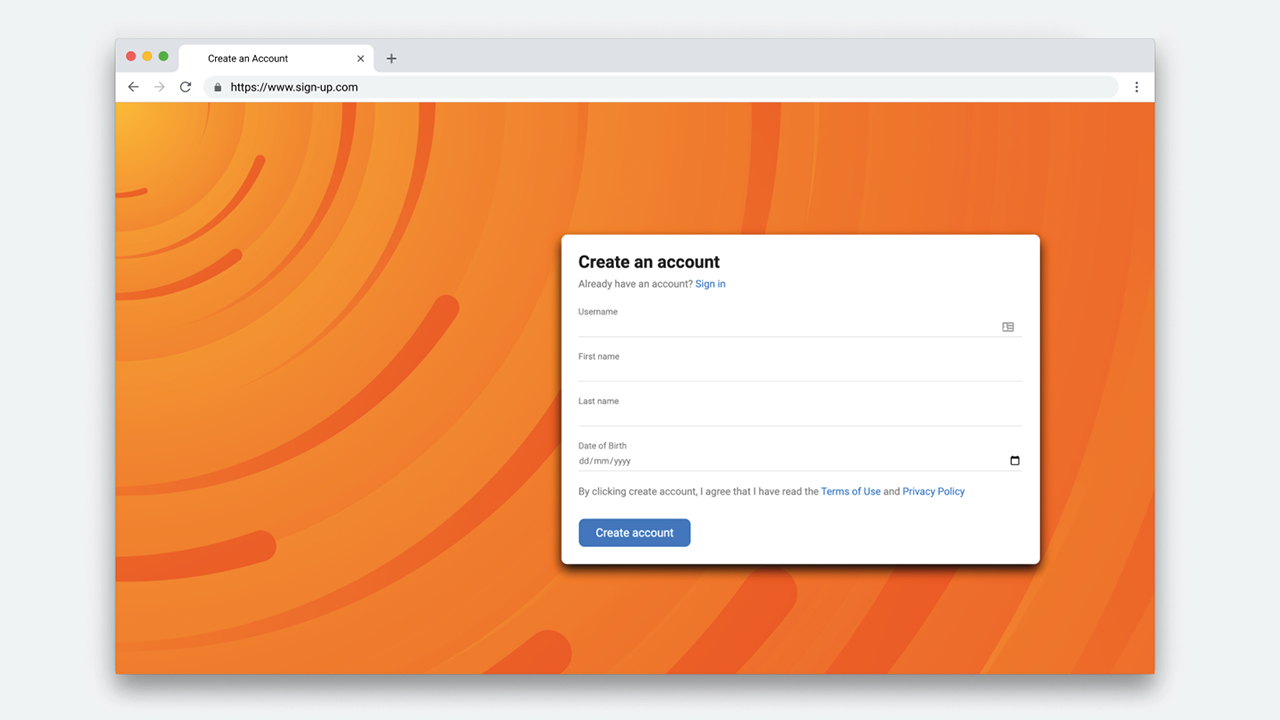 Create an Account
https://www.sign-up.com
Create an account
Already have an account? Sign in
Username
First name
Last name
Date of Birth
dd/mm/yyyy
By clicking create account, I agree that I have read the Terms of Use and Privacy Policy
Create account